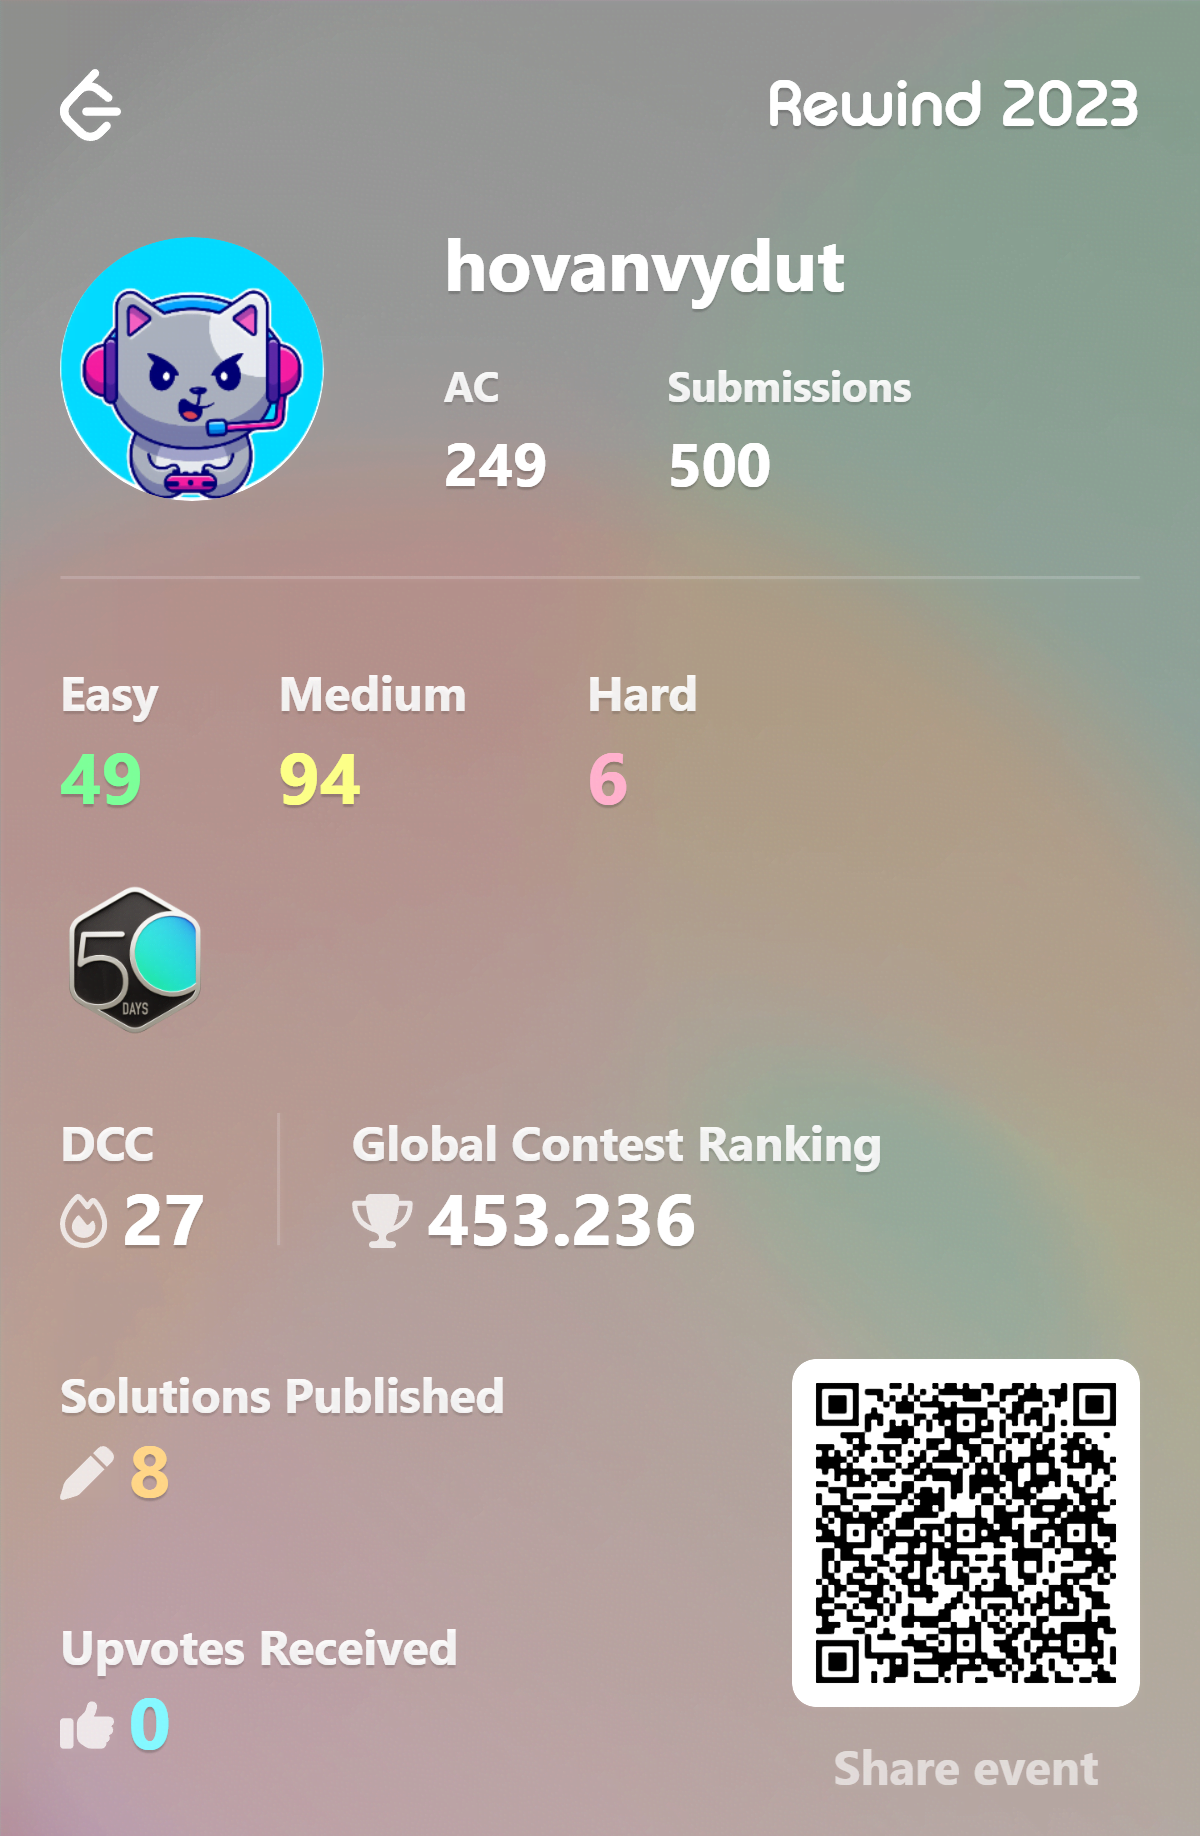 Rewind 2023
hovanvydut
AC Submissions
249 500
Easy Medium Hard
49 94 6
50
DAYS
DCC Global Contest Ranking
27 453.236
Solutions Published
8
Upvotes Received
0
Share event